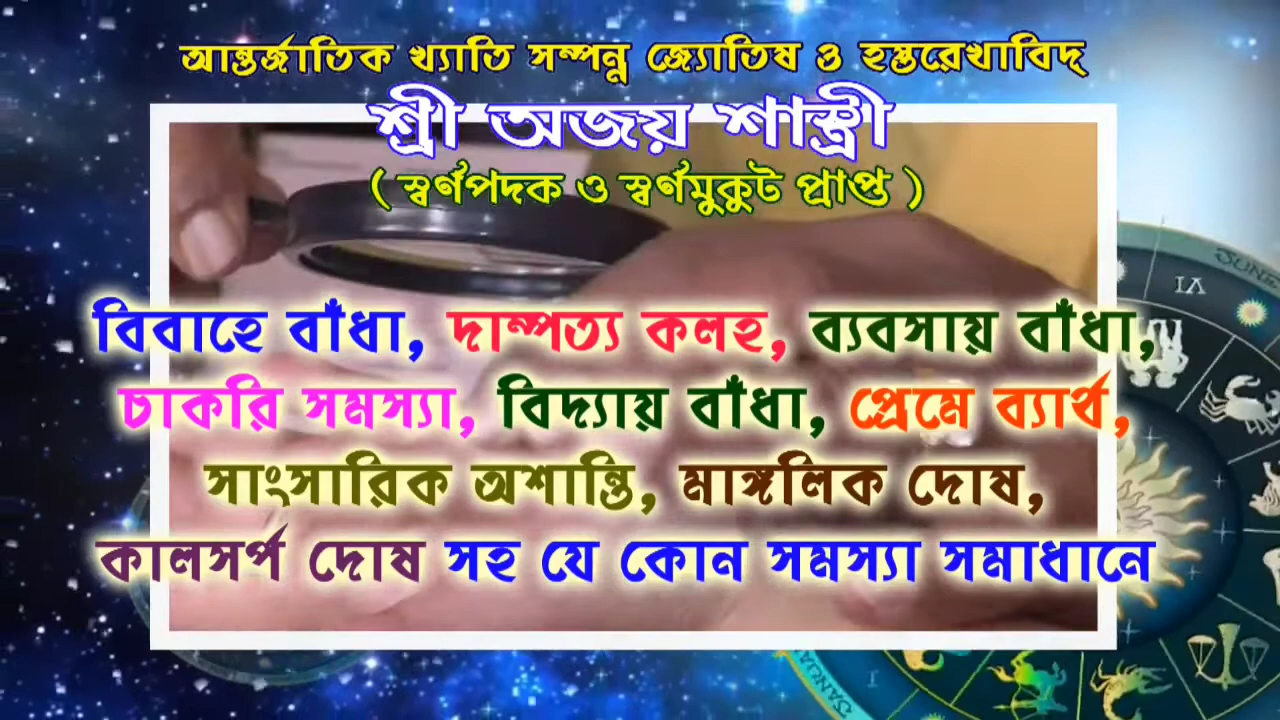 আন্তর্জাতিক খ্যাতি সম্পন্ন জ্যোতিষ ও হস্তরেখাবিদ্
শ্রী অজয় শাস্ত্রী
( স্বর্ণপদক ও স্বর্ণমুকুট প্রাপ্ত )
বিবাহে বাঁধা, দাম্পত্য কলহ, ব্যবসায় বাঁধা,
চাকরি সমস্যা, বিদ্যায় বাঁধা, প্রেমে ব্যার্থ,
সাংসারিক অশান্তি, মাঙ্গলিক দোষ,
কালসর্প দোষ সহ যে কোন সমস্যা সমাধানে